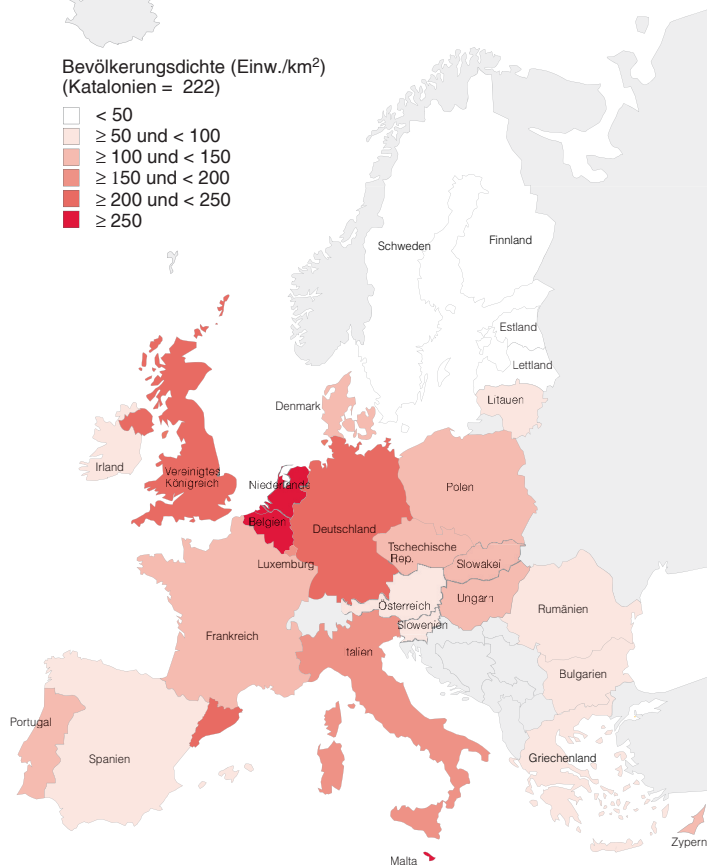 Bevölkerungsdichte (Einw./km²)
(Katalonien = 222)
< 50
≥ 50 und < 100
≥ 100 und < 150
≥ 150 und < 200
≥ 200 und < 250
≥ 250
Schweden
Finnland
Estland
Lettland
Litauen
Denmark
Irland
Vereinigtes
Königreich
Niederlande
Belgien
Deutschland
Polen
Luxemburg
Tschechische
Rep.
Slowakei
Österreich
Ungarn
Slowenien
Rumänien
Frankreich
Italien
Bulgarien
Portugal
Spanien
Griechenland
Zypern
Malta